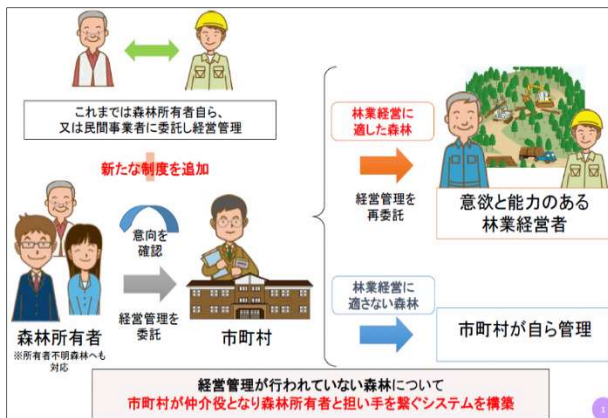 これまでは森林所有者自ら、
又は民間事業者に委託し経営管理
新たな制度を追加
意向を
確認
経営管理を
委託
森林所有者
※所有者不明森林へも
対応
市町村
林業経営に
適した森林
経営管理を
再委託
意欲と能力のある
林業経営者
林業経営に
適さない森林
市町村が自ら管理
経営管理が行われていない森林について
市町村が仲介役となり森林所有者と担い手を繋ぐシステムを構築